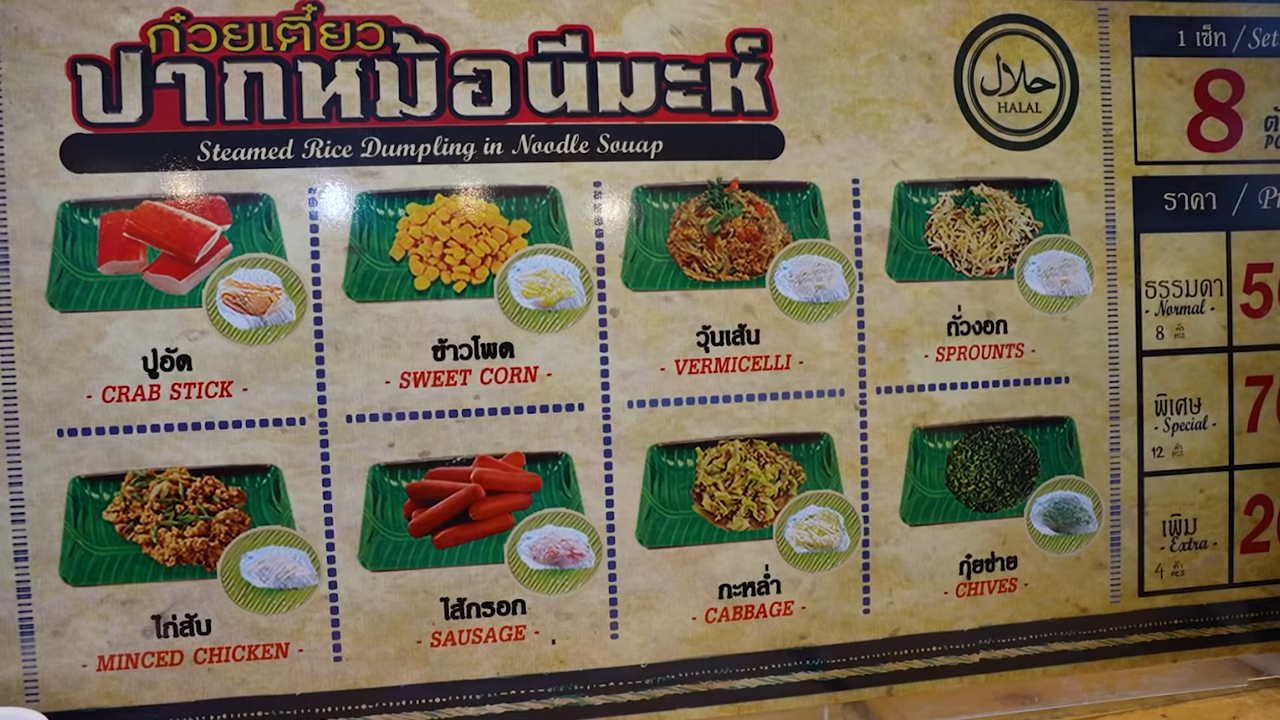 ก๋วยเตี๋ยว
ปากหม้อนีมะห์
Steamed Rice Dumpling in Noodle Souap
حلال
HALAL
ปูอัด
- CRAB STICK -
ข้าวโพด
- SWEET CORN -
วุ้นเส้น
- VERMICELLI -
ถั่วงอก
- SPROUNTS -
ไก่สับ
- MINCED CHICKEN -
ไส้กรอก
- SAUSAGE -
กะหล่ำ
- CABBAGE -
กุ๋ยช่าย
- CHIVES -
1 เซ็ท / Set
8
ราคา /
ธรรมดา
- Normal -
8
พิเศษ
- Special -
12
เพิ่ม
- Extra -
4